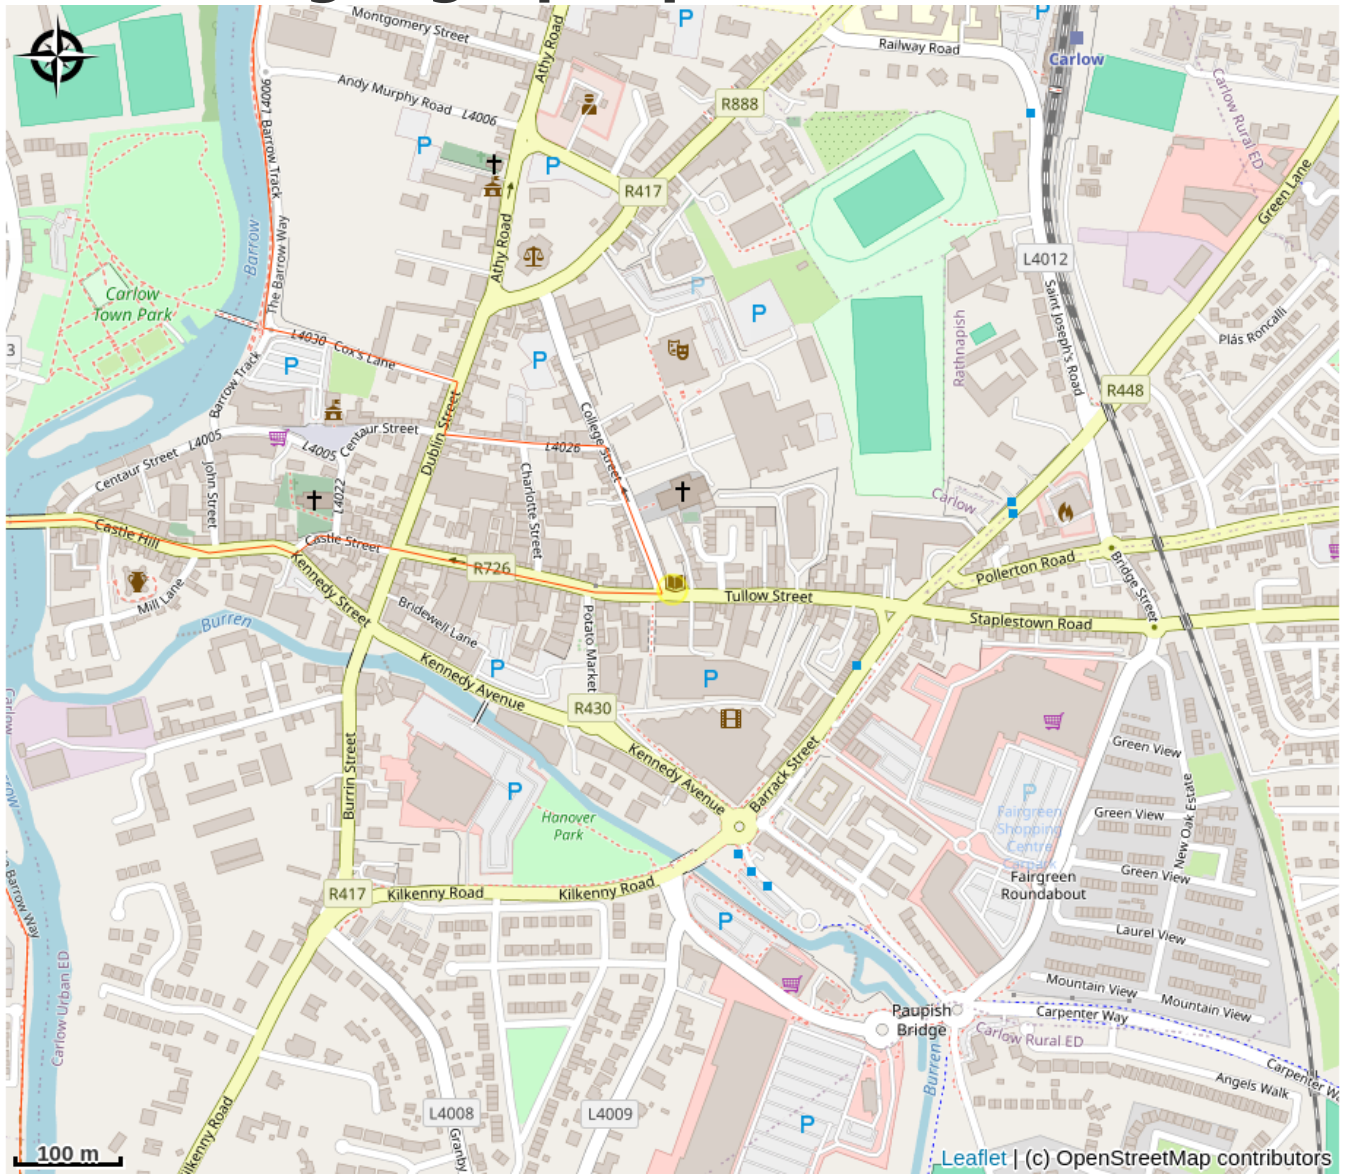 Montgomery Street
Athy Road
P
P
Railway Road
Carlow
L4006
Andy Murphy Road
L4006
R888
Carlow Rural ED
P
P
Barrow Track
R417
Green Lane
Barrow
The Barrow Way
Athy Road
L4012
Carlow
Town Park
P
P
Saint Joseph's Road
Plás Roncalli
3
L4030
Cox's Lane
P
P
Rathnapish
R448
Barrow Track
Dublin Street
College Street
Centaur Street
L4005
L4005
Centaur Street
L4026
John Street
L4022
Charlotte Street
Carlow
Castle Hill
Castle Street
R726
Pollerton Road
Bridge Street
Kennedy Street
Mill Lane
Tullow Street
Staplestown Road
Burren
Bridewell Lane
Potato Market
Kennedy Avenue
P
P
Carlow
R430
Green View
Kennedy Avenue
Barrack Street
Burrin Street
P
P
Fairgreen
Shopping
Centre
Carpark
Green View
New Oak Estate
Hanover
Park
Green View
Fairgreen
Roundabout
R417
Kilkenny Road
Kilkenny Road
Barrow Way
P
Laurel View
Carlow Urban ED
Mountain View
Mountain View
Paupish
Bridge
Carpenter Way
Carlow Rural ED
Burren
Carpenter Wa
Angels Walk
L4008
L4009
P
Kilkenny Road
Granby
100 m
Leaflet | (c) OpenStreetMap contributors